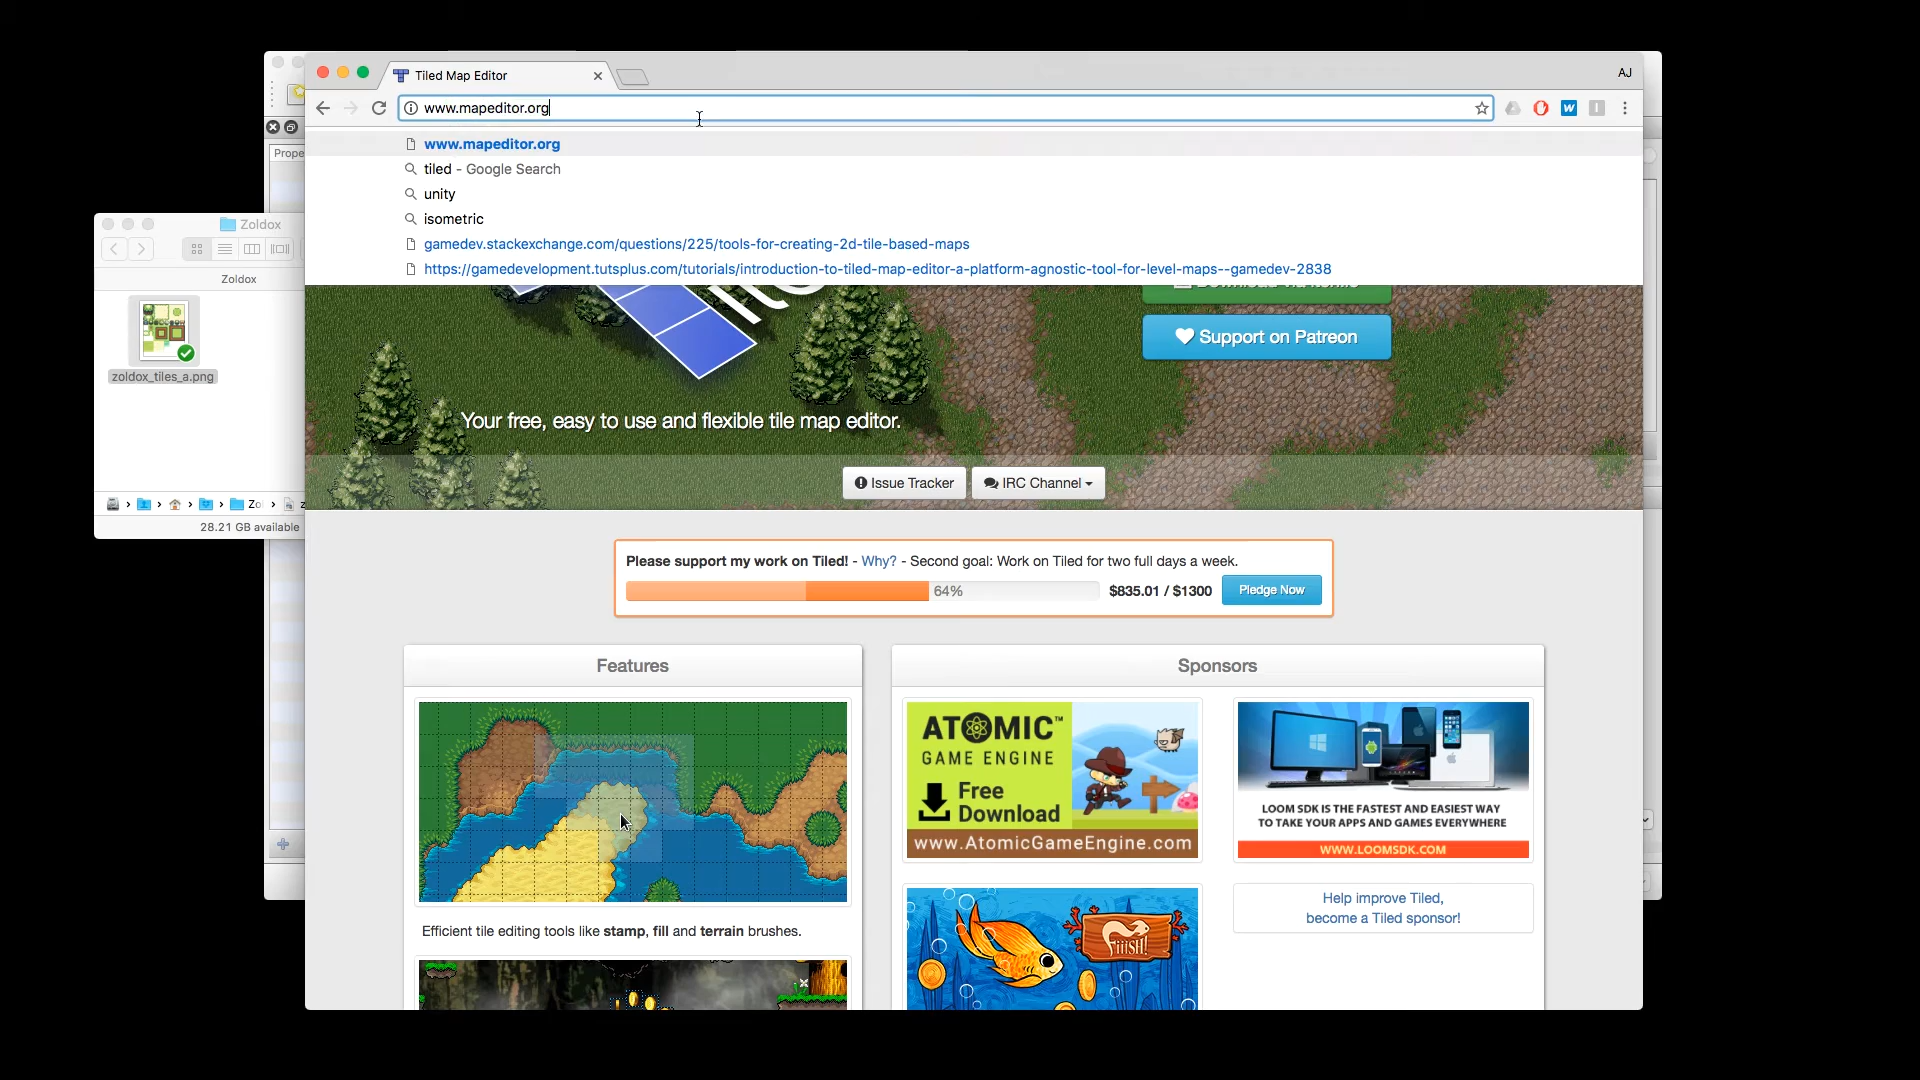 Tiled Map Editor
AJ
www.mapeditor.org
www.mapeditor.org
tiled - Google Search
unity
isometric
gamedev.stackexchange.com/questions/225/tools-for-creating-2d-tile-based-maps
https://gamedevelopment.tutsplus.com/tutorials/introduction-to-tiled-map-editor-a-platform-agnostic-tool-for-level-maps--gamedev-2838
Prope
Zoldox
Zoldox
zoldox_tiles_a.png
Zol
28.21 GB available
Support on Patreon
Your free, easy to use and flexible tile map editor.
Issue Tracker
IRC Channel
Please support my work on Tiled! - Why? - Second goal: Work on Tiled for two full days a week.
64%
$835.01 / $1300
Pledge Now
Features
Efficient tile editing tools like stamp, fill and terrain brushes.
Sponsors
ATOMIC™
GAME ENGINE
Free
Download
www.AtomicGameEngine.com
LOOM SDK IS THE FASTEST AND EASIEST WAY
TO TAKE YOUR APPS AND GAMES EVERYWHERE
WWW.LOOMSDK.COM
Help improve Tiled,
become a Tiled sponsor!
FiiiSH!